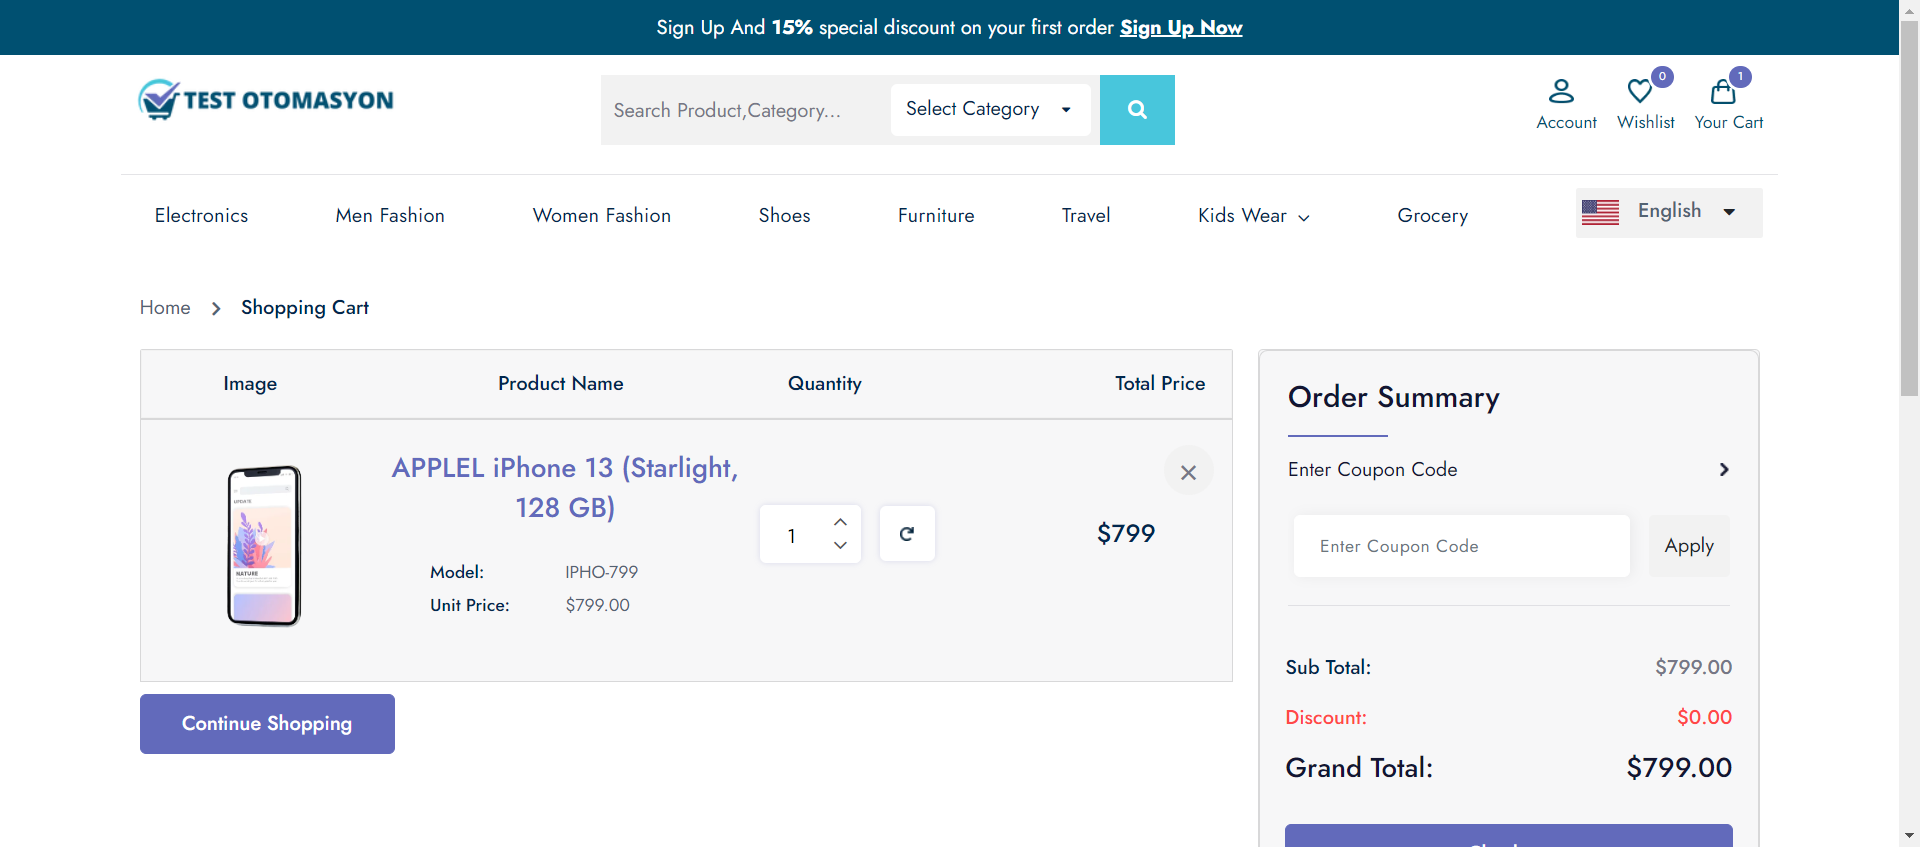 Sign Up And 15% special discount on your first order Sign Up Now
TEST OTOMASYON
Search Product,Category...
Select Category
0
1
Account
Wishlist
Your Cart
Electronics
Men Fashion
Women Fashion
Shoes
Furniture
Travel
Kids Wear
Grocery
English
Home
Shopping Cart
Image
Product Name
Quantity
Total Price
APPLEL iPhone 13 (Starlight,
128 GB)
Model: IPHO-799
Unit Price: $799.00
1
$799
NATURE
Continue Shopping
Order Summary
Enter Coupon Code
Enter Coupon Code
Apply
Sub Total: $799.00
Discount: $0.00
Grand Total: $799.00